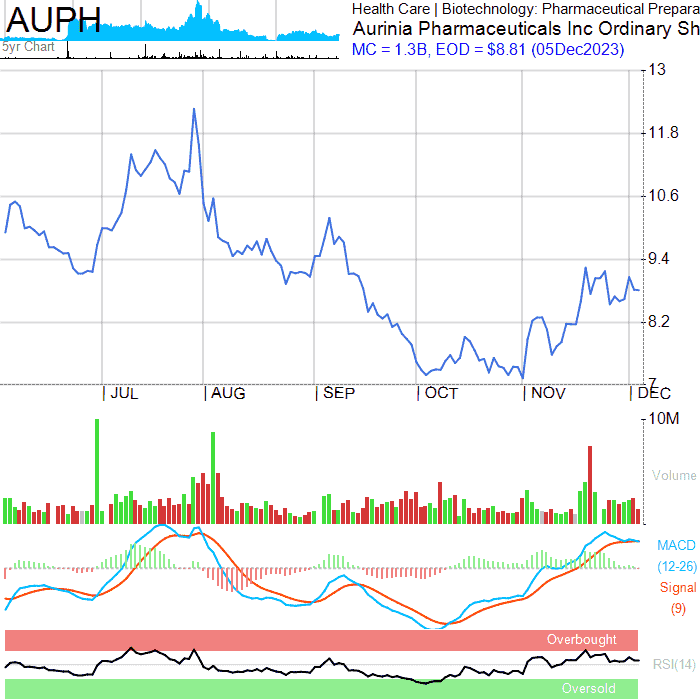 AUPH
5yr Chart
Health Care | Biotechnology: Pharmaceutical Prepara
Aurinia Pharmaceuticals Inc Ordinary Sh
MC = 1.3B, EOD = $8.81 (05Dec2023)
13
11.8
10.6
9.4
8.2
7
| JUL | AUG | SEP | OCT | NOV | DEC
10M
Volume
MACD
(12-26)
Signal
(9)
Overbought
RSI(14)
Oversold